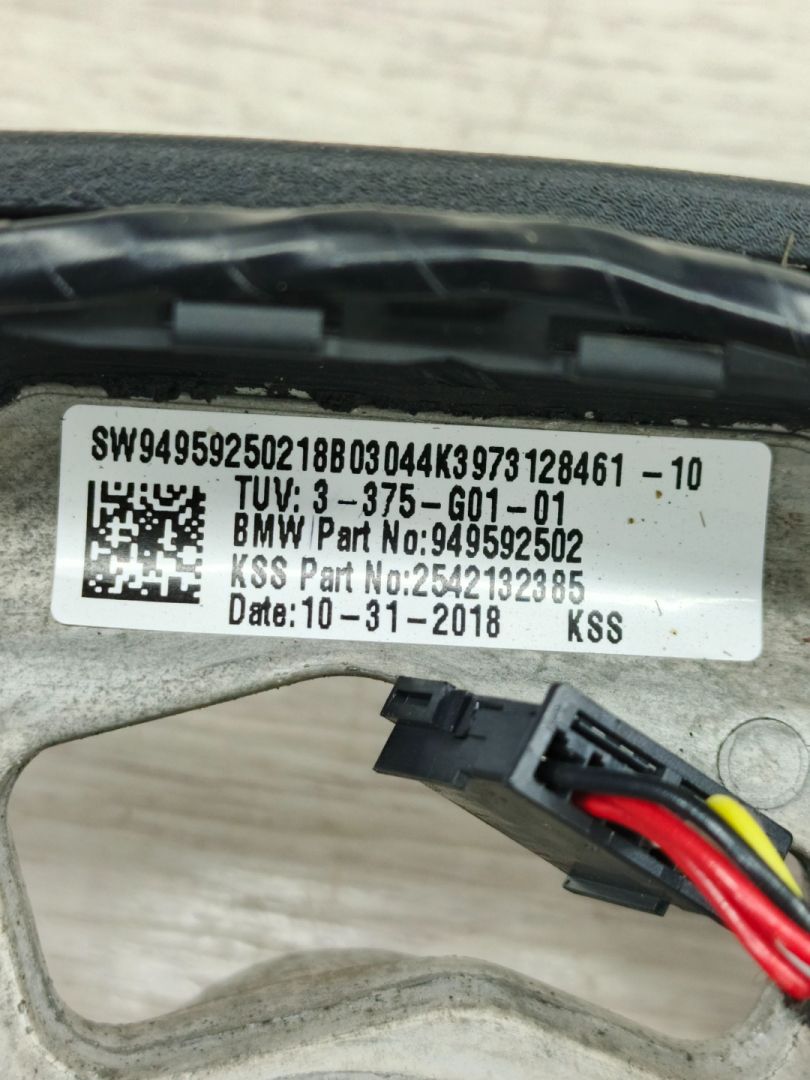 SW94959250218B03044K3973128461-10
TUV: 3-375-G01-01
BMW Part No:949592502
KSS Part No:2542132385
Date:10-31-2018 KSS